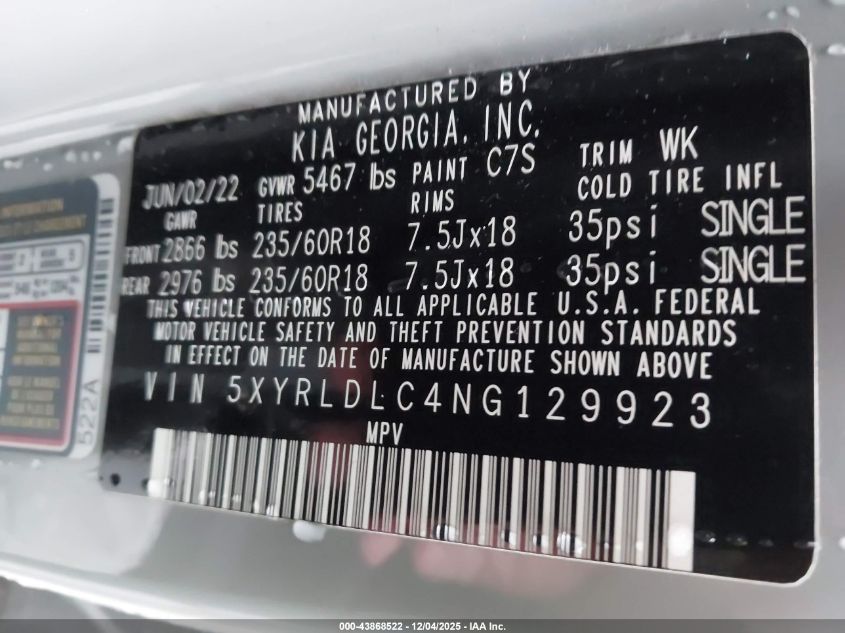 MANUFACTURED BY
KIA GEORGIA, INC.
JUN/02/22 GVWR 5467 lbs PAINT C7S TRIM WK
GAWR TIRES RIMS COLD TIRE INFL
FRONT 2866 lbs 235/60R18 7.5Jx18 35psi SINGLE
REAR 2976 lbs 235/60R18 7.5Jx18 35psi SINGLE
THIS VEHICLE CONFORMS TO ALL APPLICABLE U.S.A. FEDERAL
MOTOR VEHICLE SAFETY AND THEFT PREVENTION STANDARDS
IN EFFECT ON THE DATE OF MANUFACTURE SHOWN ABOVE
VIN 5XYRLDLC4NG129923
MPV
INFORMATION
522A
000-43868522 - 12/04/2025 - IAA Inc.